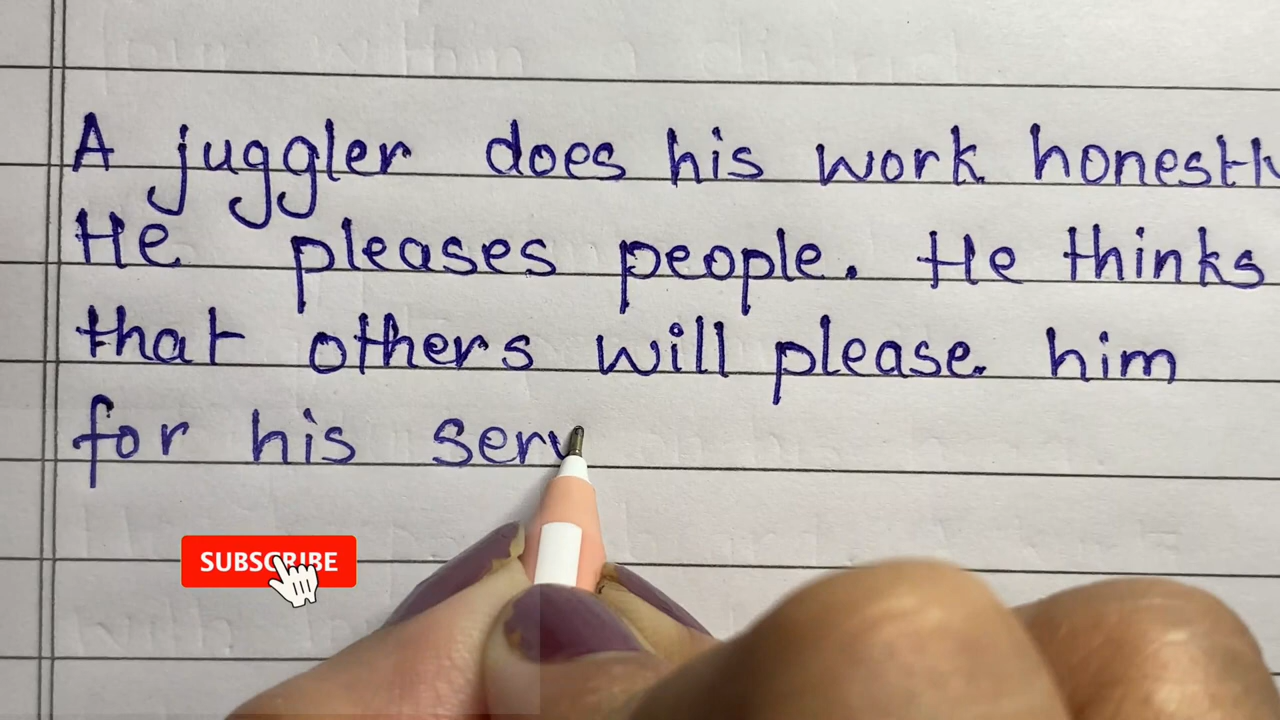 A juggler does his work honestl
He pleases people. He thinks
that others will please him
for his serv
SUBSCRIBE